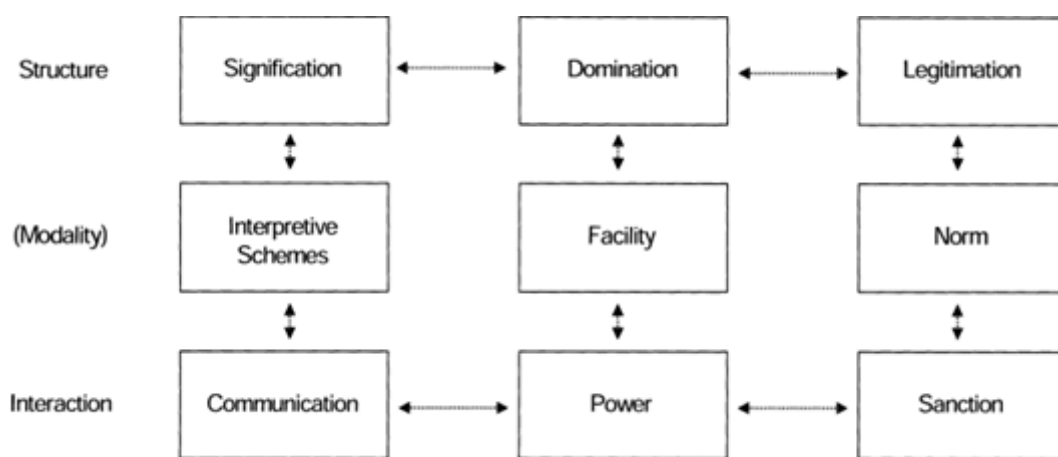 Structure
Signification
Domination
Legitimation
(Modality)
Interpretive
Schemes
Facility
Norm
Interaction
Communication
Power
Sanction